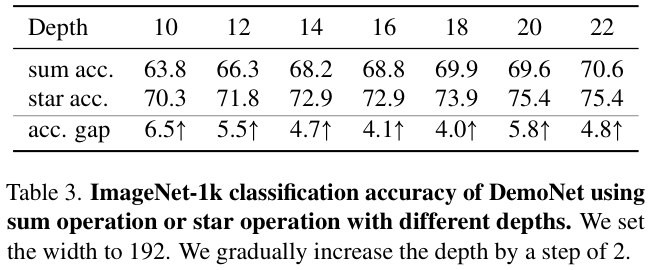 Depth 10 12 14 16 18 20 22
sum acc. 63.8 66.3 68.2 68.8 69.9 69.6 70.6
star acc. 70.3 71.8 72.9 72.9 73.9 75.4 75.4
acc. gap 6.5↑ 5.5↑ 4.7↑ 4.1↑ 4.0↑ 5.8↑ 4.8↑
Table 3. ImageNet-1k classification accuracy of DemoNet using
sum operation or star operation with different depths. We set
the width to 192. We gradually increase the depth by a step of 2.